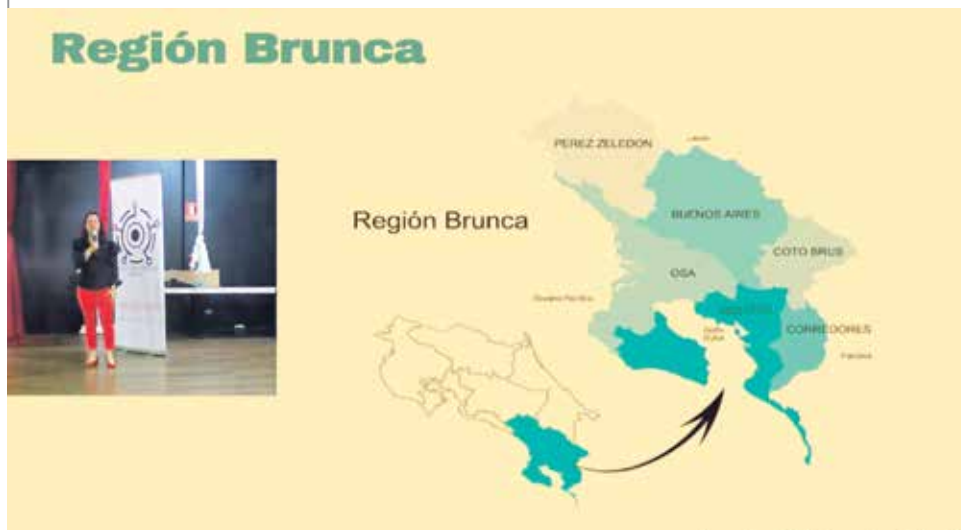 Región Brunca
PEREZ ZELEDON
BUENOS AIRES
Región Brunca
COTO BRUS
OSA
CORREDORES